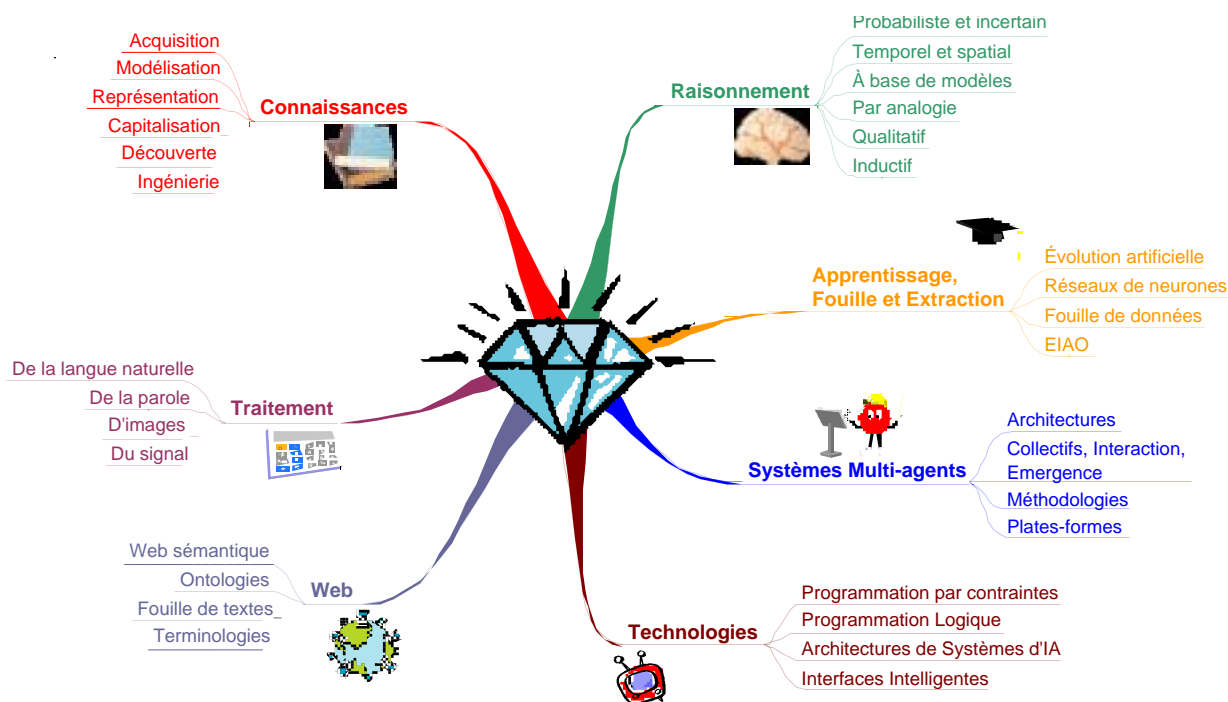 Connaissances
Acquisition
Modélisation
Représentation
Capitalisation
Découverte
Ingénierie
Raisonnement
Probabiliste et incertain
Temporel et spatial
À base de modèles
Par analogie
Qualitatif
Inductif
Apprentissage,
Fouille et Extraction
Évolution artificielle
Réseaux de neurones
Fouille de données
EIAO
Systèmes Multi-agents
Architectures
Collectifs, Interaction,
Emergence
Méthodologies
Plates-formes
Technologies
Programmation par contraintes
Programmation Logique
Architectures de Systèmes d'IA
Interfaces Intelligentes
Web
Web sémantique
Ontologies
Fouille de textes
Terminologies
Traitement
De la langue naturelle
De la parole
D'images
Du signal